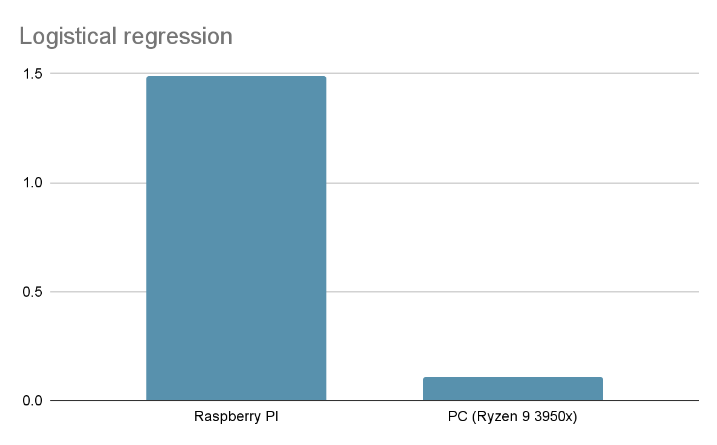 Logistical regression
1.5
1.0
0.5
0.0
Raspberry PI
PC (Ryzen 9 3950x)